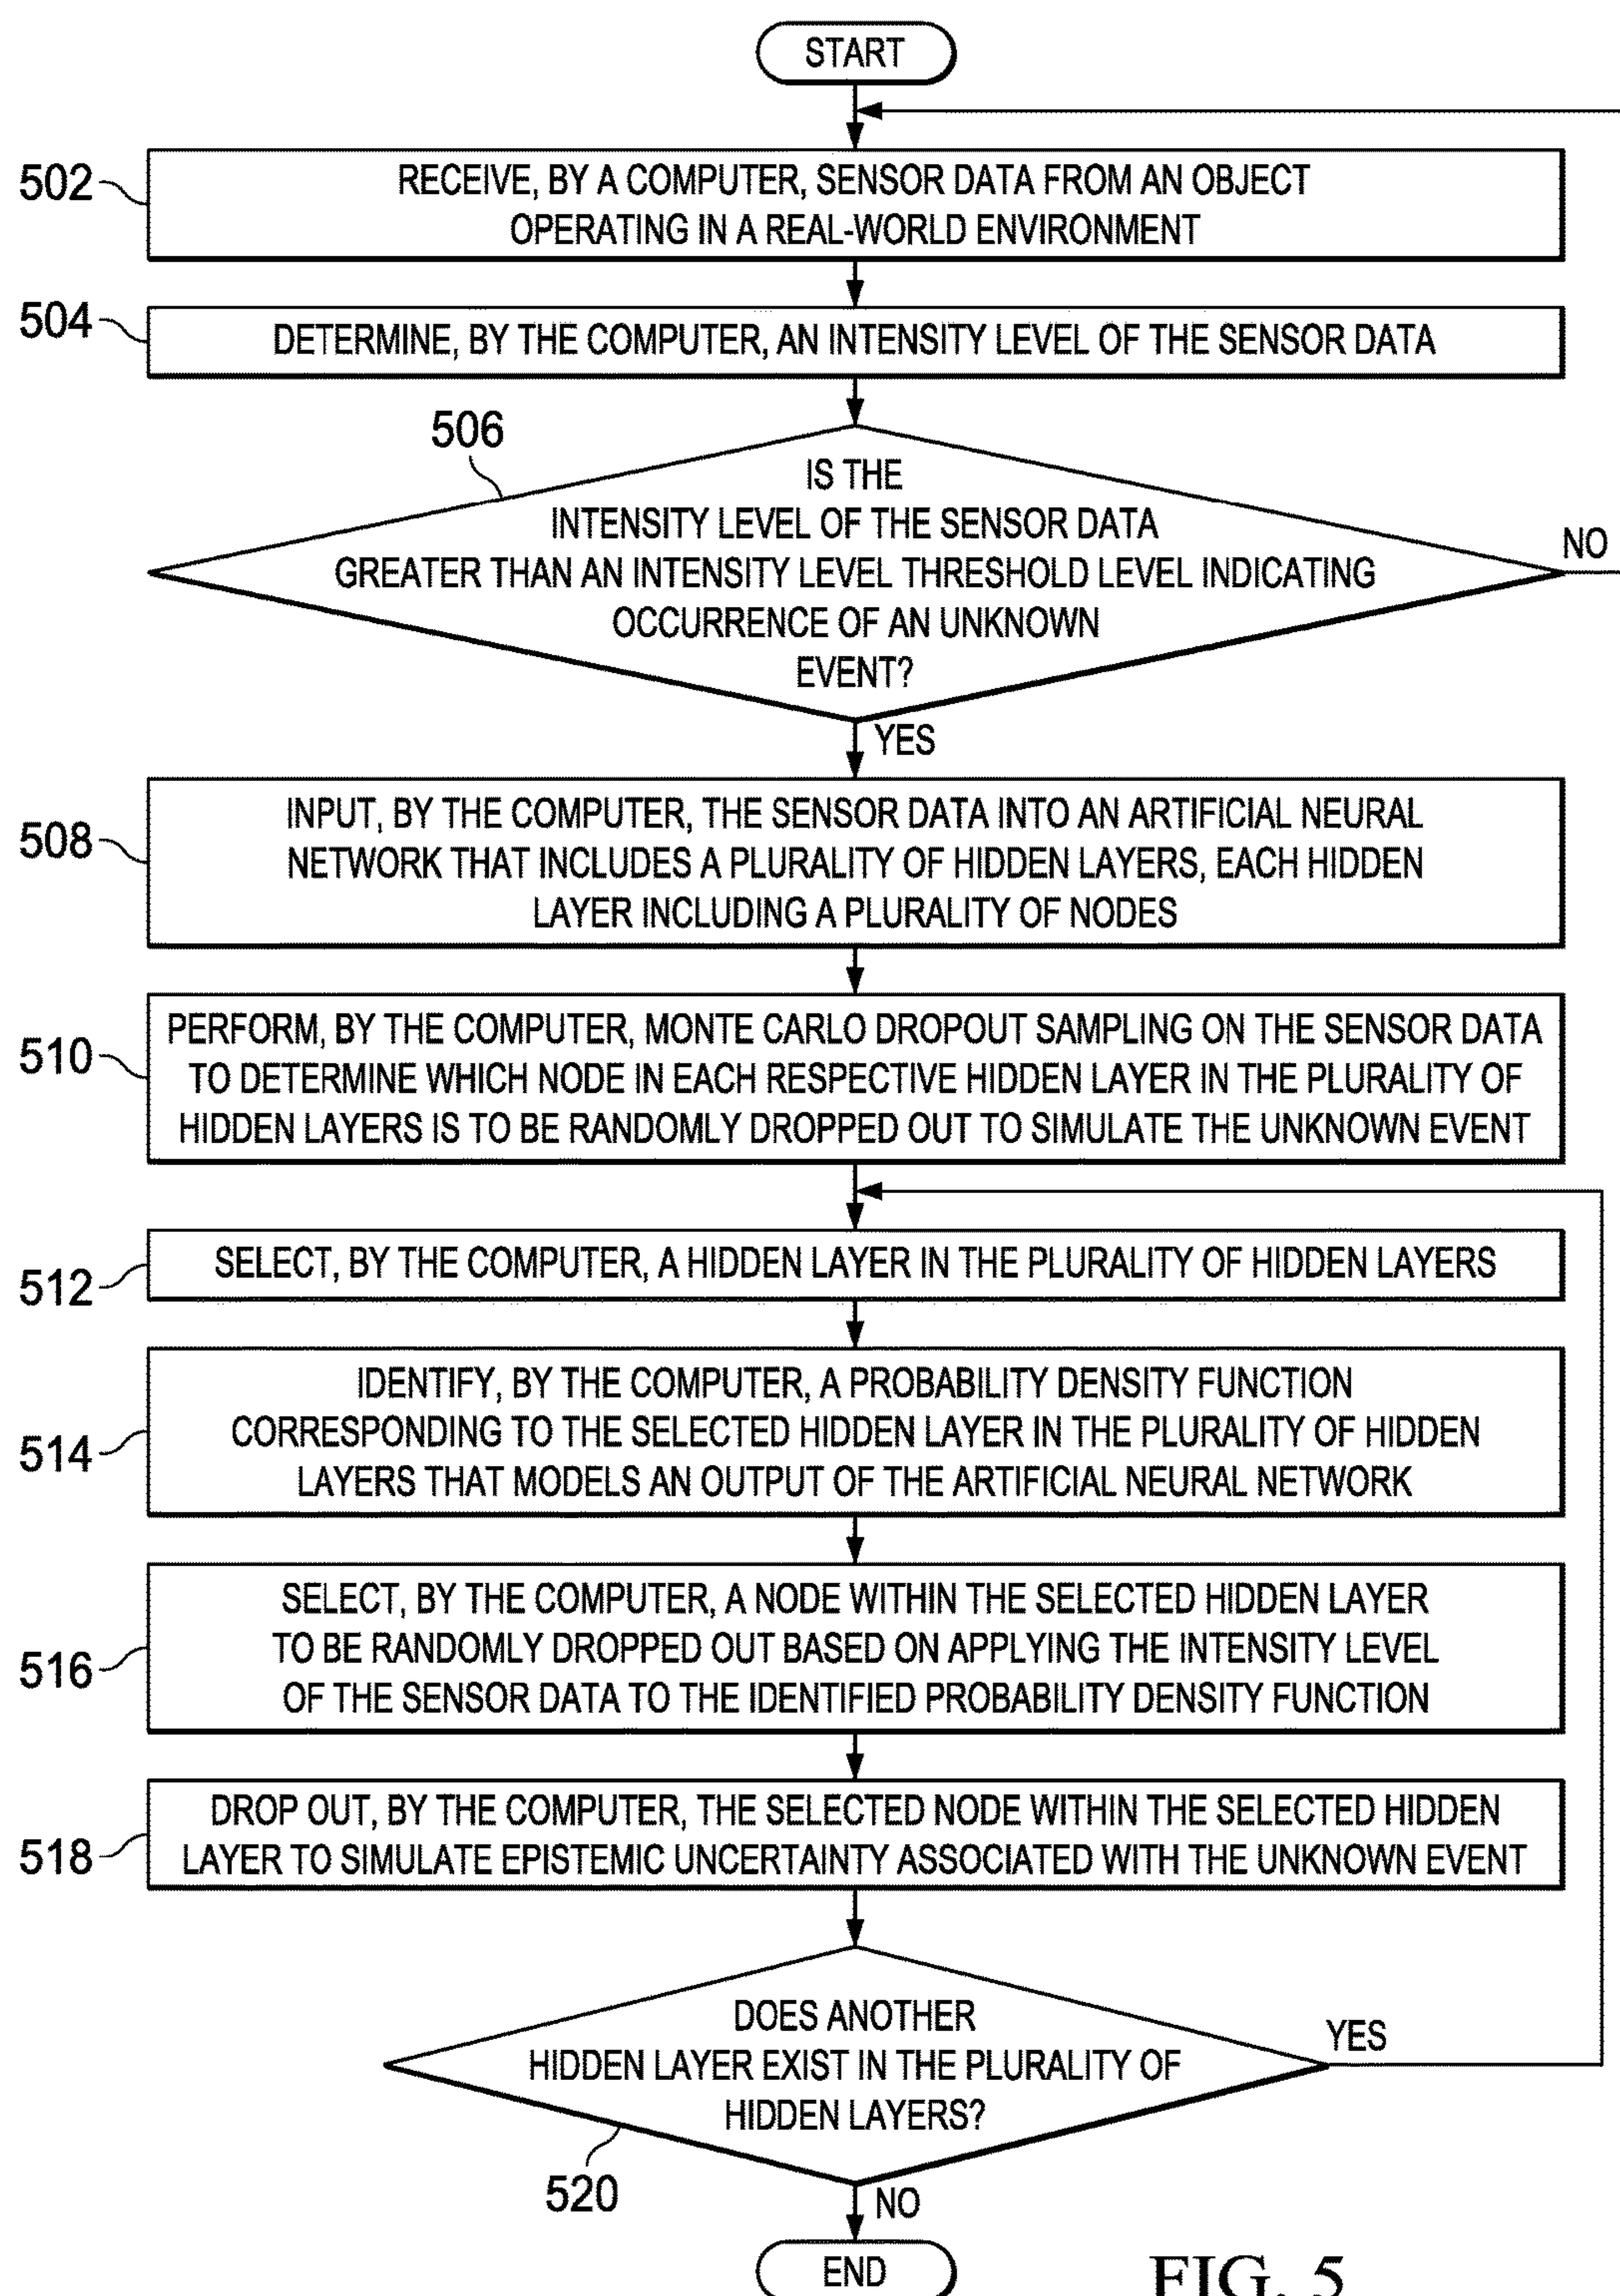 START
502
RECEIVE, BY A COMPUTER, SENSOR DATA FROM AN OBJECT
OPERATING IN A REAL-WORLD ENVIRONMENT
504
DETERMINE, BY THE COMPUTER, AN INTENSITY LEVEL OF THE SENSOR DATA
506
IS THE
INTENSITY LEVEL OF THE SENSOR DATA
GREATER THAN AN INTENSITY LEVEL THRESHOLD LEVEL INDICATING
OCCURRENCE OF AN UNKNOWN
EVENT?
NO
YES
508
INPUT, BY THE COMPUTER, THE SENSOR DATA INTO AN ARTIFICIAL NEURAL
NETWORK THAT INCLUDES A PLURALITY OF HIDDEN LAYERS, EACH HIDDEN
LAYER INCLUDING A PLURALITY OF NODES
510
PERFORM, BY THE COMPUTER, MONTE CARLO DROPOUT SAMPLING ON THE SENSOR DATA
TO DETERMINE WHICH NODE IN EACH RESPECTIVE HIDDEN LAYER IN THE PLURALITY OF
HIDDEN LAYERS IS TO BE RANDOMLY DROPPED OUT TO SIMULATE THE UNKNOWN EVENT
512
SELECT, BY THE COMPUTER, A HIDDEN LAYER IN THE PLURALITY OF HIDDEN LAYERS
514
IDENTIFY, BY THE COMPUTER, A PROBABILITY DENSITY FUNCTION
CORRESPONDING TO THE SELECTED HIDDEN LAYER IN THE PLURALITY OF HIDDEN
LAYERS THAT MODELS AN OUTPUT OF THE ARTIFICIAL NEURAL NETWORK
516
SELECT, BY THE COMPUTER, A NODE WITHIN THE SELECTED HIDDEN LAYER
TO BE RANDOMLY DROPPED OUT BASED ON APPLYING THE INTENSITY LEVEL
OF THE SENSOR DATA TO THE IDENTIFIED PROBABILITY DENSITY FUNCTION
518
DROP OUT, BY THE COMPUTER, THE SELECTED NODE WITHIN THE SELECTED HIDDEN
LAYER TO SIMULATE EPISTEMIC UNCERTAINTY ASSOCIATED WITH THE UNKNOWN EVENT
DOES ANOTHER
HIDDEN LAYER EXIST IN THE PLURALITY OF
HIDDEN LAYERS?
YES
520
NO
END
FIG. 5